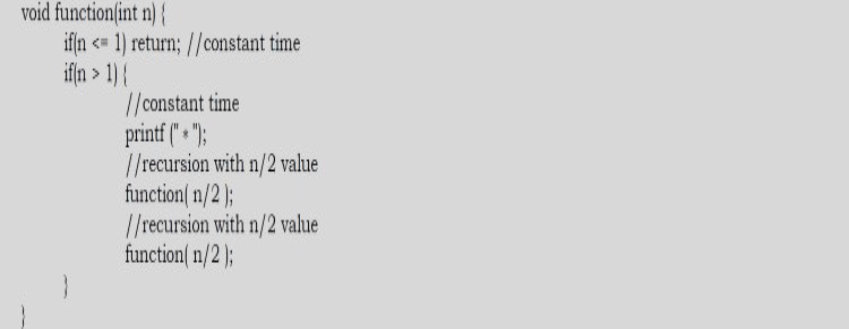 void function(int n) {
if(n <= 1) return; //constant time
if(n > 1) {
//constant time
printf (" * ");
//recursion with n/2 value
function( n/2 );
//recursion with n/2 value
function( n/2 );
}
}